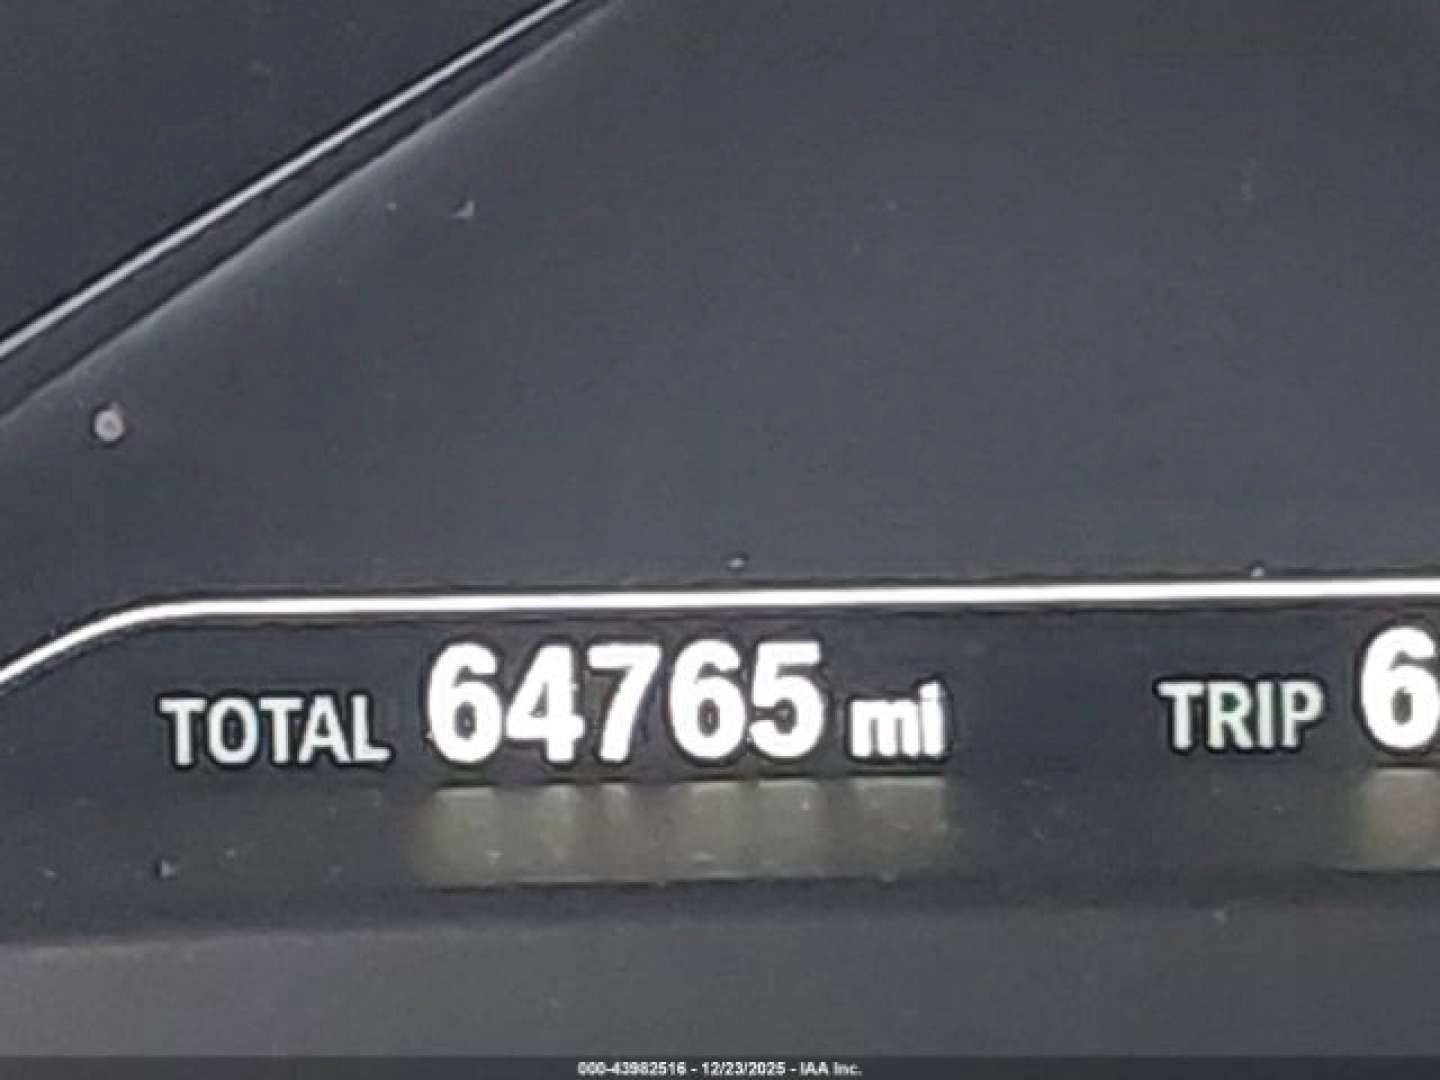 TOTAL 64765 mi TRIP 6
000-43982516 - 12/23/2025 - IAA Inc.